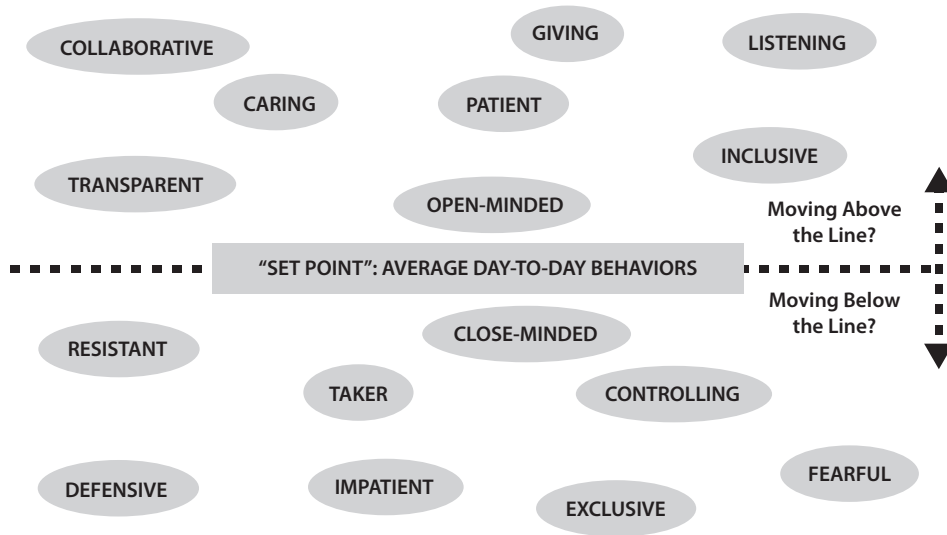 COLLABORATIVE
GIVING
LISTENING
CARING
PATIENT
INCLUSIVE
TRANSPARENT
OPEN-MINDED
Moving Above
the Line?
“SET POINT”: AVERAGE DAY-TO-DAY BEHAVIORS
Moving Below
the Line?
CLOSE-MINDED
RESISTANT
TAKER
CONTROLLING
DEFENSIVE
IMPATIENT
FEARFUL
EXCLUSIVE